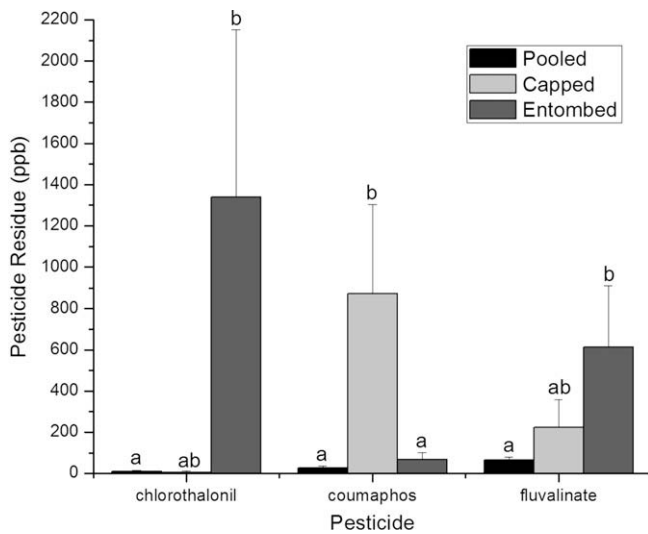 2200
2000
1800
1600
1400
1200
1000
800
600
400
200
0
Pesticide Residue (ppb)
Pooled
Capped
Entombed
a
ab
b
a
b
a
a
ab
b
chlorothalonil
coumaphos
fluvalinate
Pesticide